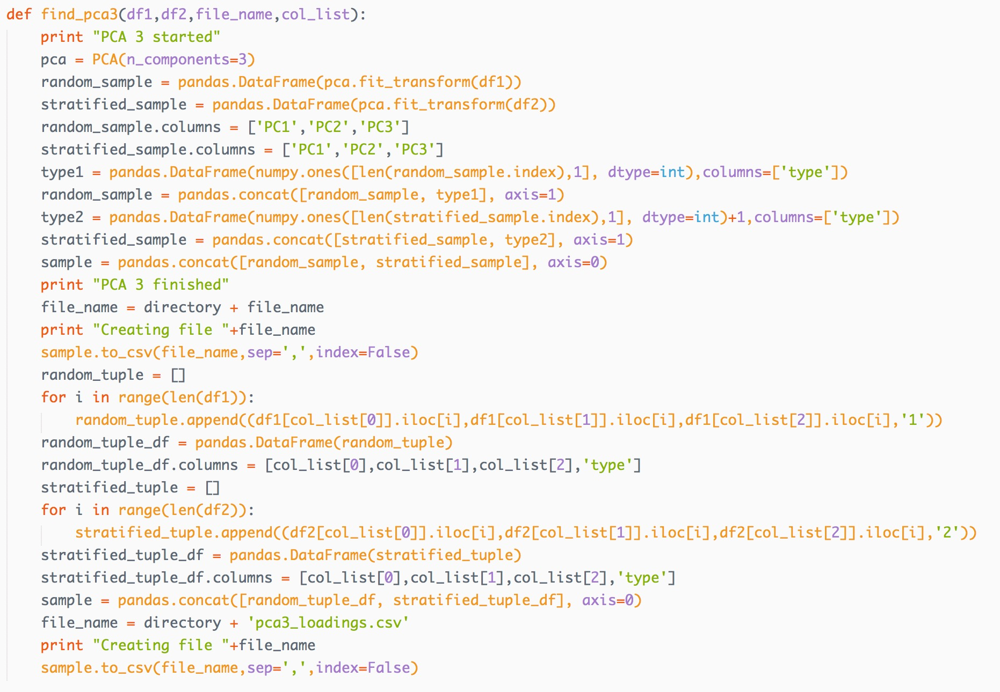 def find_pca3(df1,df2,file_name,col_list):
    print "PCA 3 started"
    pca = PCA(n_components=3)
    random_sample = pandas.DataFrame(pca.fit_transform(df1))
    stratified_sample = pandas.DataFrame(pca.fit_transform(df2))
    random_sample.columns = ['PC1','PC2','PC3']
    stratified_sample.columns = ['PC1','PC2','PC3']
    type1 = pandas.DataFrame(numpy.ones([len(random_sample.index),1], dtype=int),columns=['type'])
    random_sample = pandas.concat([random_sample, type1], axis=1)
    type2 = pandas.DataFrame(numpy.ones([len(stratified_sample.index),1], dtype=int)+1,columns=['type'])
    stratified_sample = pandas.concat([stratified_sample, type2], axis=1)
    sample = pandas.concat([random_sample, stratified_sample], axis=0)
    print "PCA 3 finished"
    file_name = directory + file_name
    print "Creating file "+file_name
    sample.to_csv(file_name,sep=',',index=False)
    random_tuple = []
    for i in range(len(df1)):
        random_tuple.append((df1[col_list[0]].iloc[i],df1[col_list[1]].iloc[i],df1[col_list[2]].iloc[i],'1'))
    random_tuple_df = pandas.DataFrame(random_tuple)
    random_tuple_df.columns = [col_list[0],col_list[1],col_list[2],'type']
    stratified_tuple = []
    for i in range(len(df2)):
        stratified_tuple.append((df2[col_list[0]].iloc[i],df2[col_list[1]].iloc[i],df2[col_list[2]].iloc[i],'2'))
    stratified_tuple_df = pandas.DataFrame(stratified_tuple)
    stratified_tuple_df.columns = [col_list[0],col_list[1],col_list[2],'type']
    sample = pandas.concat([random_tuple_df, stratified_tuple_df], axis=0)
    file_name = directory + 'pca3_loadings.csv'
    print "Creating file "+file_name
    sample.to_csv(file_name,sep=',',index=False)